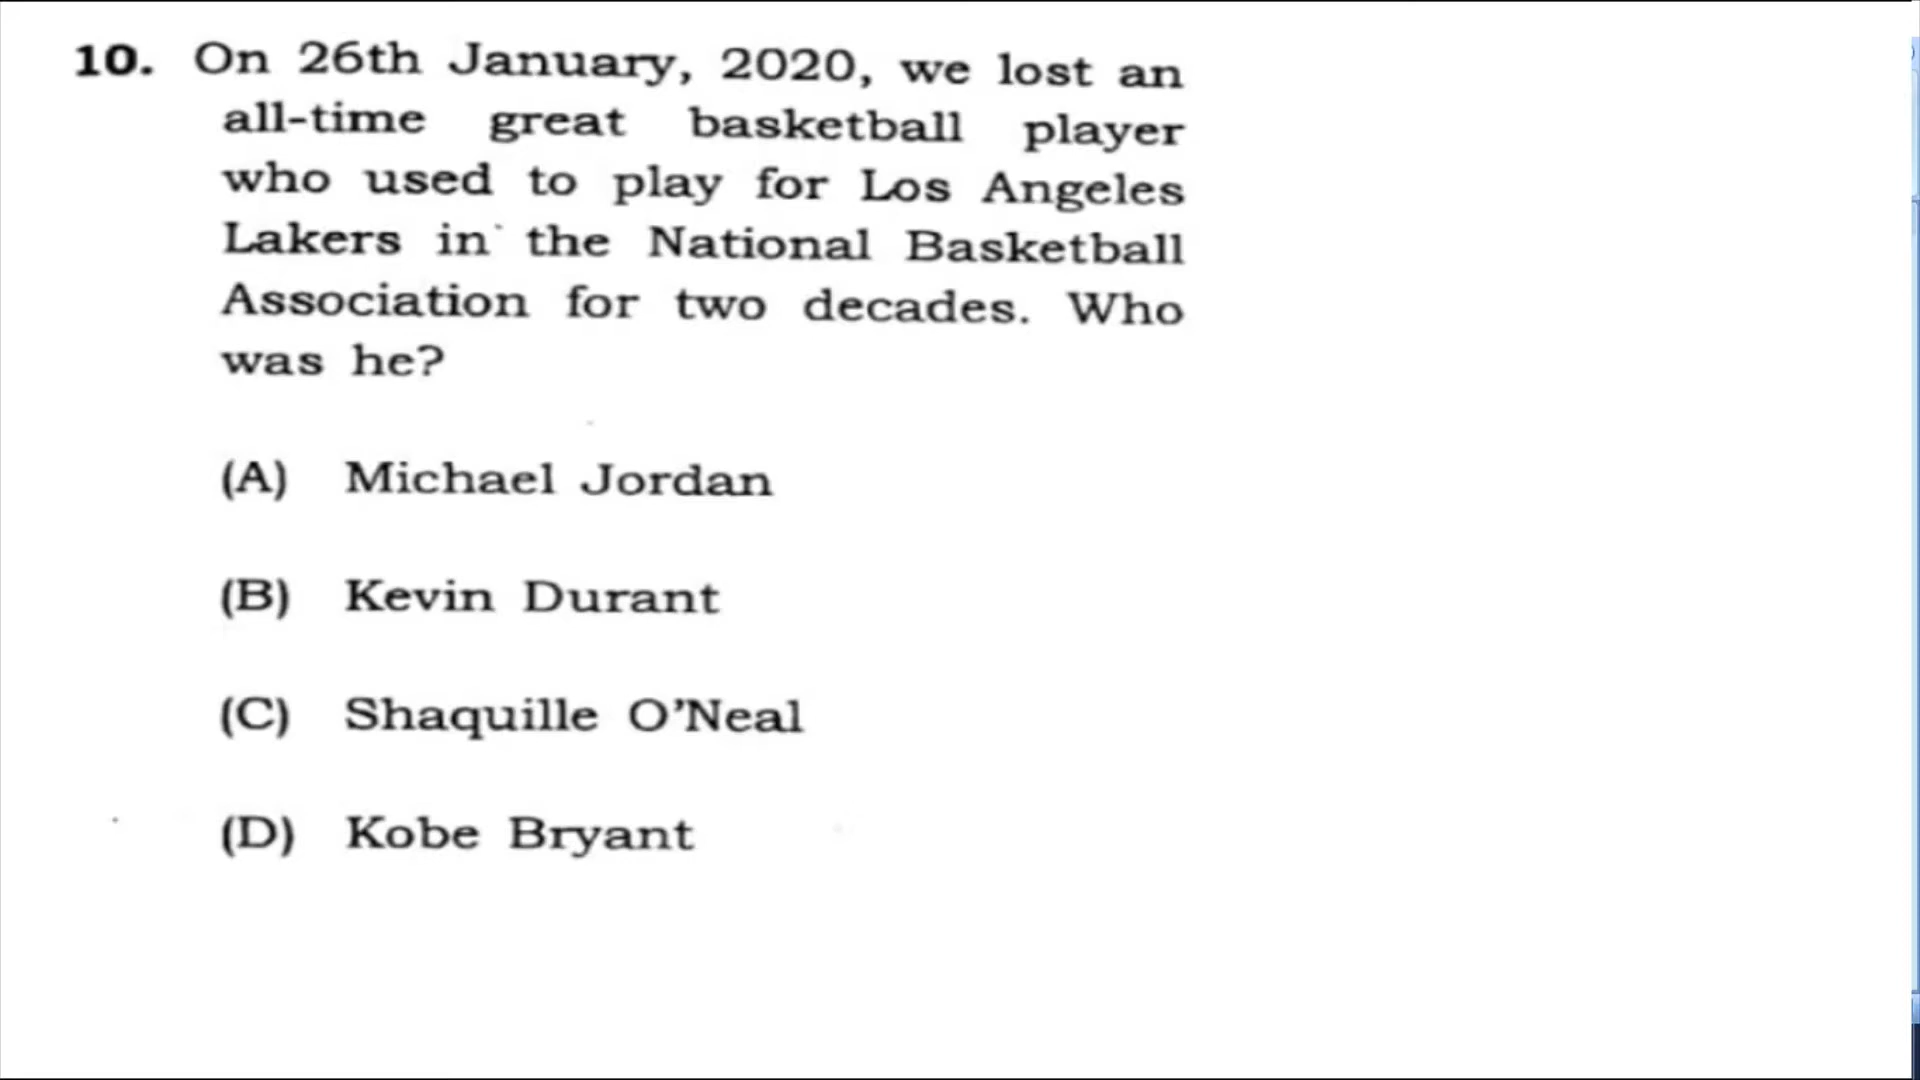 10. On 26th January, 2020, we lost an
all-time great basketball player
who used to play for Los Angeles
Lakers in the National Basketball
Association for two decades. Who
was he?
(A) Michael Jordan
(B) Kevin Durant
(C) Shaquille O'Neal
(D) Kobe Bryant